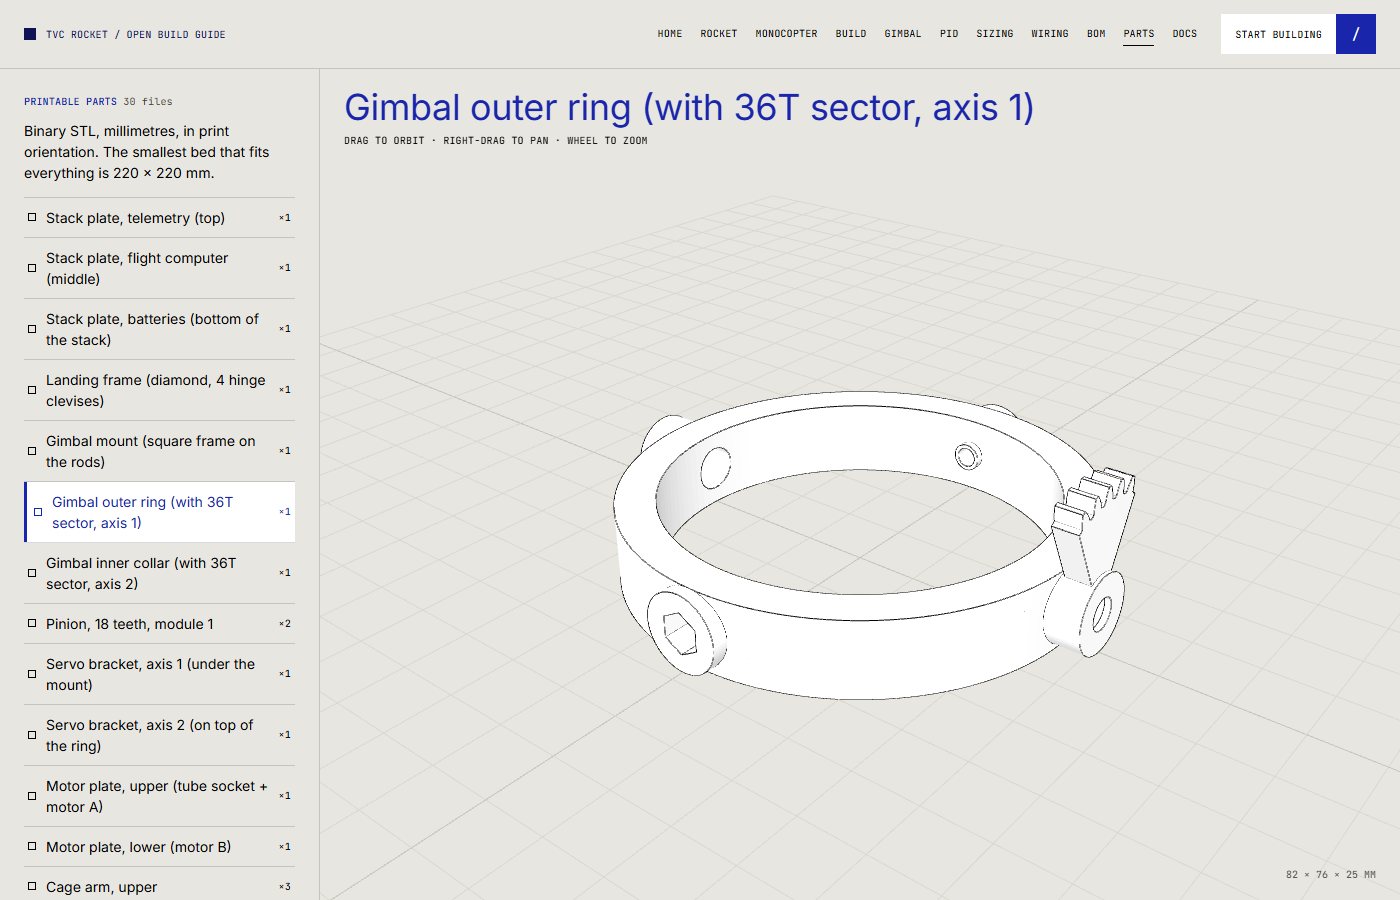 TVC ROCKET / OPEN BUILD GUIDE
HOME ROCKET MONOCOPTER BUILD GIMBAL PID SIZING WIRING BOM PARTS DOCS
START BUILDING /
PRINTABLE PARTS 30 files
Binary STL, millimetres, in print
orientation. The smallest bed that fits
everything is 220 × 220 mm.
Stack plate, telemetry (top) ×1
Stack plate, flight computer
(middle) ×1
Stack plate, batteries (bottom of
the stack) ×1
Landing frame (diamond, 4 hinge
clevises) ×1
Gimbal mount (square frame on
the rods) ×1
Gimbal outer ring (with 36T
sector, axis 1) ×1
Gimbal inner collar (with 36T
sector, axis 2) ×1
Pinion, 18 teeth, module 1 ×2
Servo bracket, axis 1 (under the
mount) ×1
Servo bracket, axis 2 (on top of
the ring) ×1
Motor plate, upper (tube socket +
motor A) ×1
Motor plate, lower (motor B) ×1
Cage arm, upper ×3
Gimbal outer ring (with 36T sector, axis 1)
DRAG TO ORBIT · RIGHT-DRAG TO PAN · WHEEL TO ZOOM
82 × 76 × 25 MM